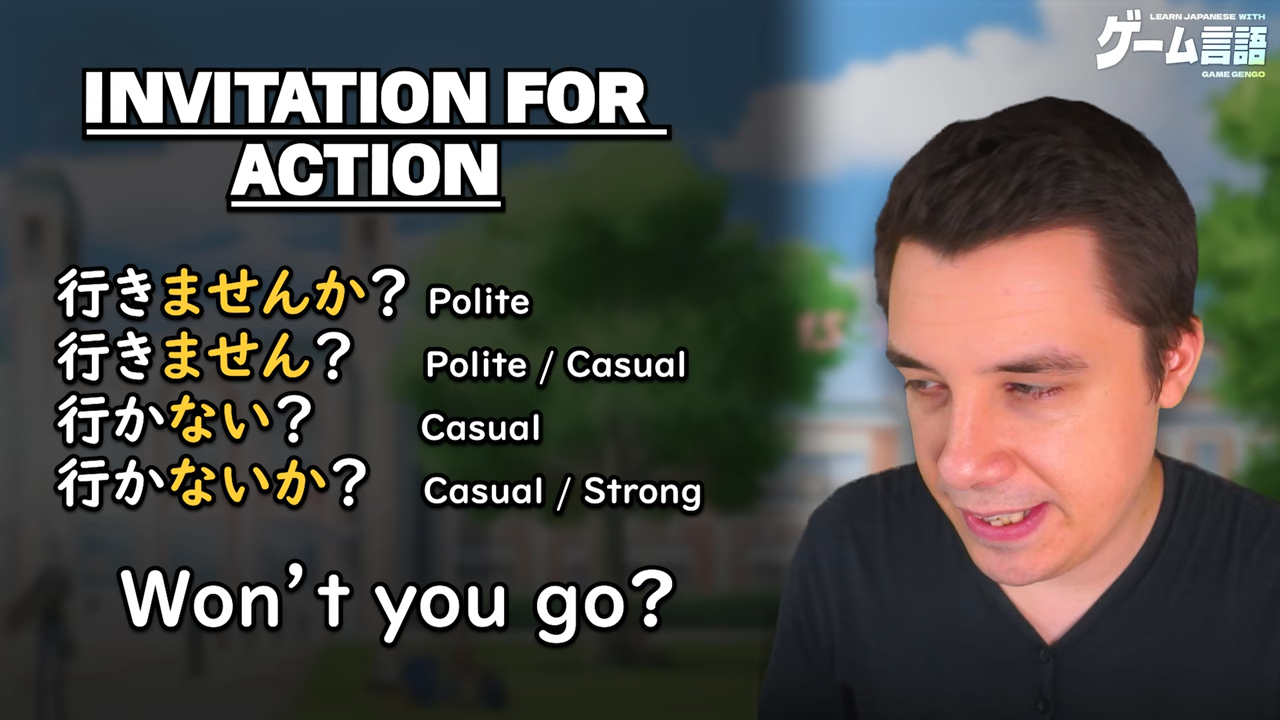 LEARN JAPANESE WITH
ゲーム言語
GAME GENGO
INVITATION FOR
ACTION
行きませんか? Polite
行きません? Polite / Casual
行かない? Casual
行かないか? Casual / Strong
Won't you go?